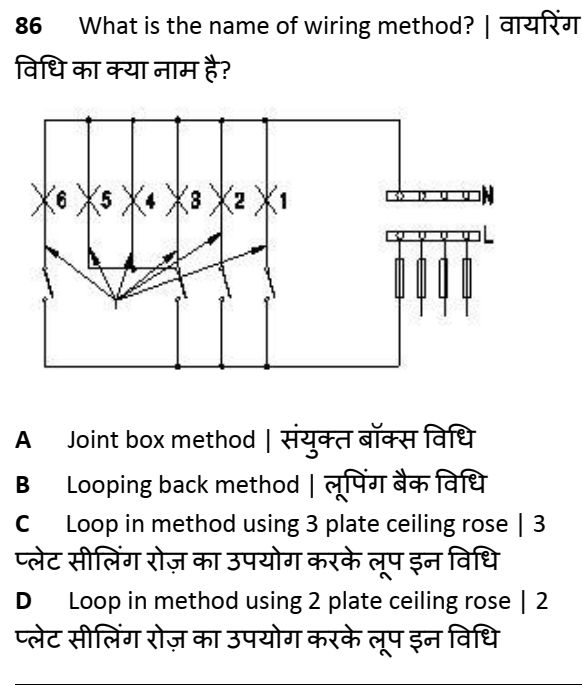 86 What is the name of wiring method? | वायरिंग
विधि का क्या नाम है?
6 5 4 3 2 1 N
L
A Joint box method | संयुक्त बॉक्स विधि
B Looping back method | लूपिंग बैक विधि
C Loop in method using 3 plate ceiling rose | 3
प्लेट सीलिंग रोज़ का उपयोग करके लूप इन विधि
D Loop in method using 2 plate ceiling rose | 2
प्लेट सीलिंग रोज़ का उपयोग करके लूप इन विधि